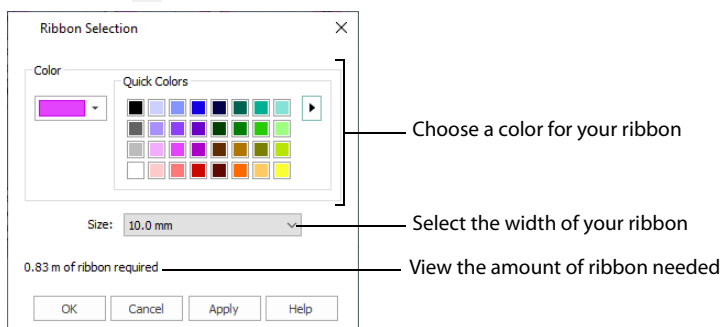 Ribbon Selection
Color
Quick Colors
Choose a color for your ribbon
Size: 10.0 mm
Select the width of your ribbon
0.83 m of ribbon required
View the amount of ribbon needed
OK Cancel Apply Help